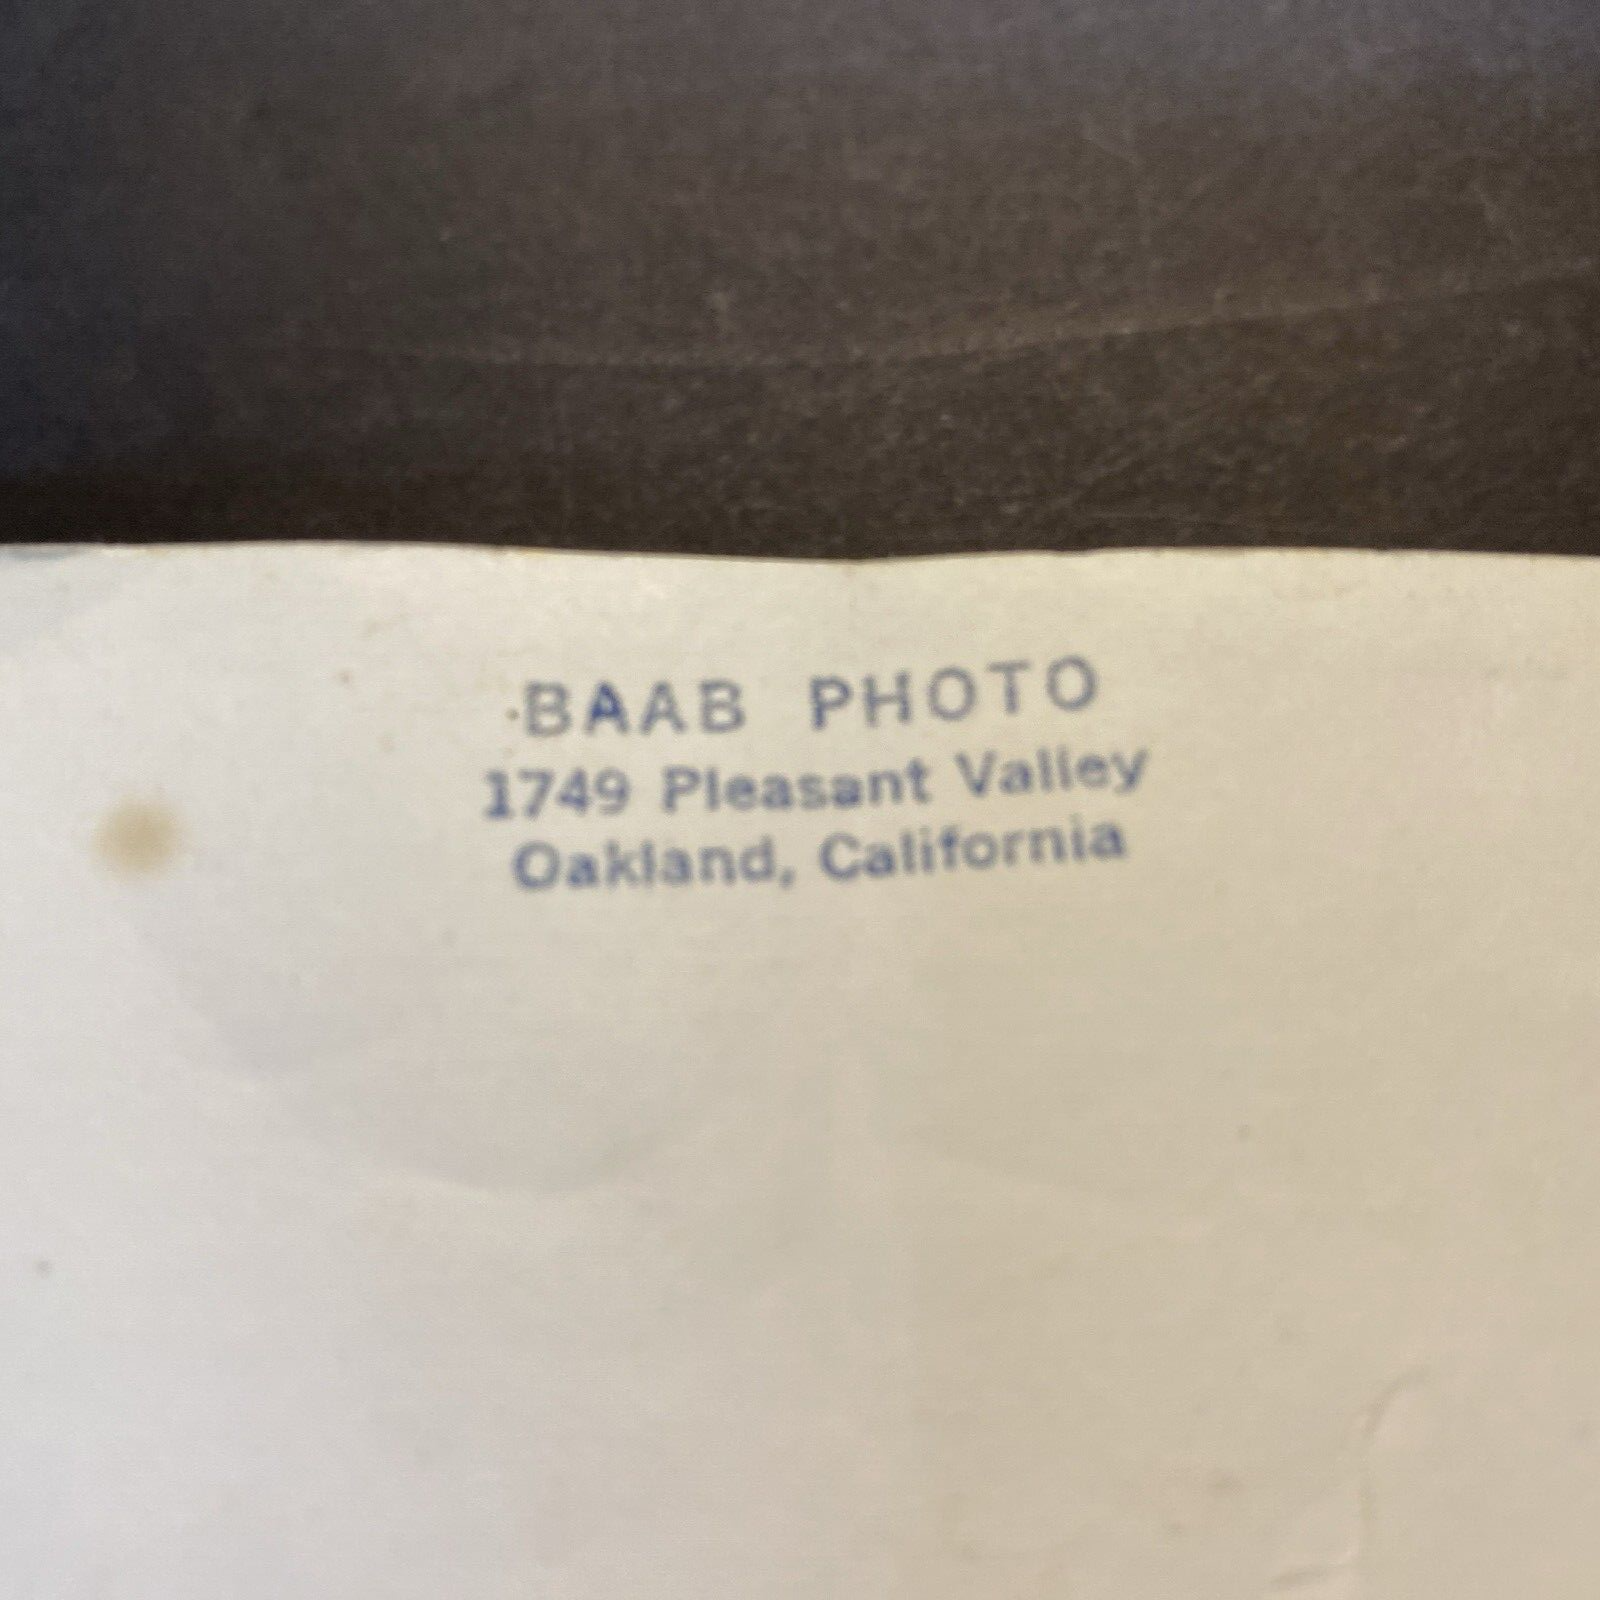 BAAB PHOTO
1749 Pleasant Valley
Oakland, California